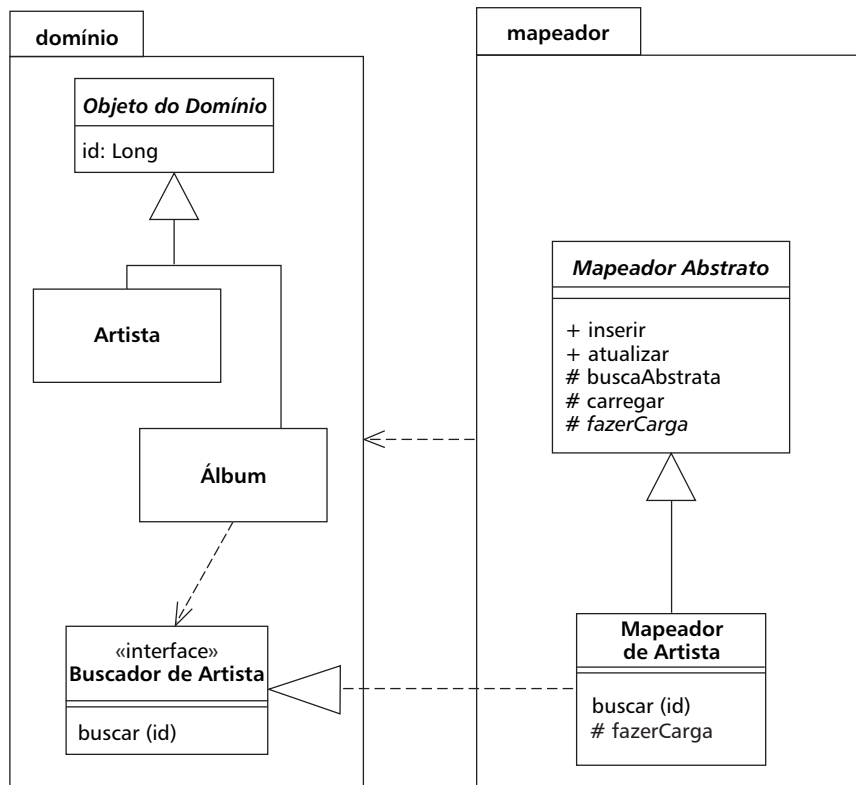 domínio
Objeto do Domínio
id: Long
Artista
Álbum
«interface»
Buscador de Artista
buscar (id)
mapeador
Mapeador Abstrato
+ inserir
+ atualizar
# buscaAbstrata
# carregar
# fazerCarga
Mapeador
de Artista
buscar (id)
# fazerCarga